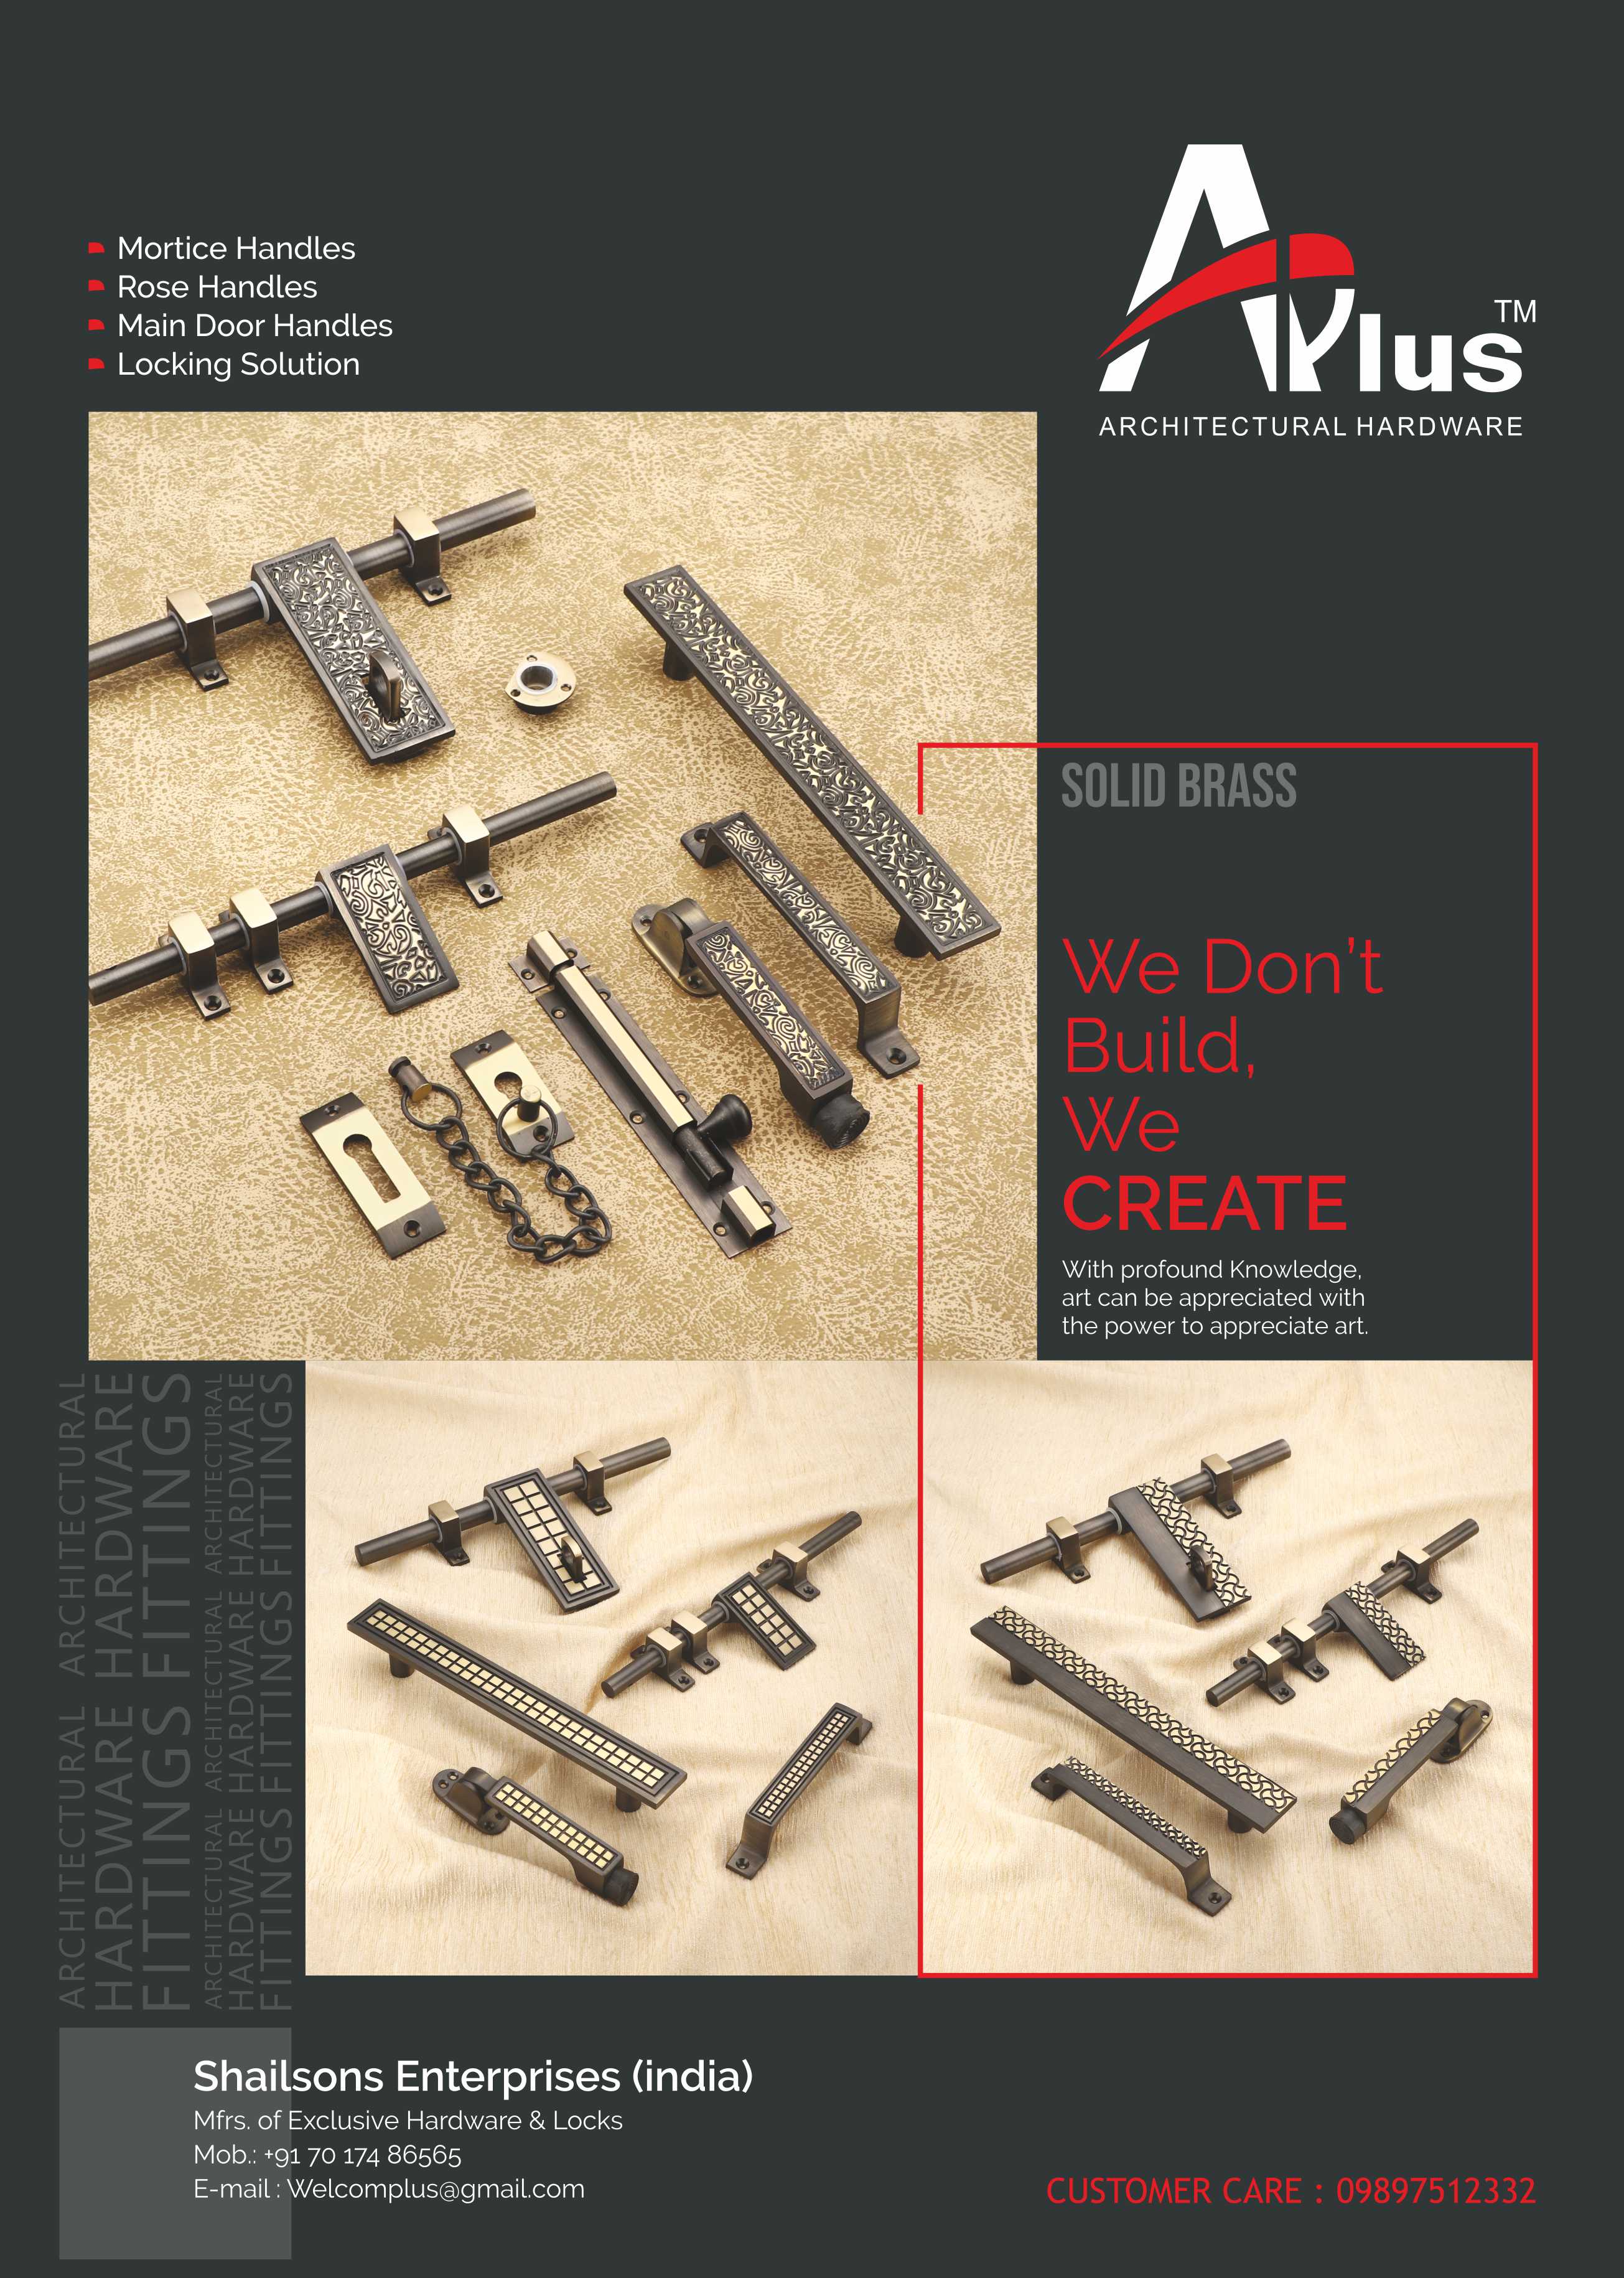 Mortice Handles
Rose Handles
Main Door Handles
Locking Solution
APlus TM
ARCHITECTURAL HARDWARE
SOLID BRASS
We Don't
Build,
We
CREATE
With profound Knowledge,
art can be appreciated with
the power to appreciate art.
ARCHITECTURAL ARCHITECTURAL
HARDWARE HARDWARE
FITTINGS FITTINGS
ARCHITECTURAL ARCHITECTURAL ARCHITECTURAL
HARDWARE HARDWARE HARDWARE
FITTINGS FITTINGS FITTINGS
Shailsons Enterprises (india)
Mfrs. of Exclusive Hardware & Locks
Mob.: +91 70 174 86565
E-mail : Welcomplus@gmail.com
CUSTOMER CARE : 09897512332